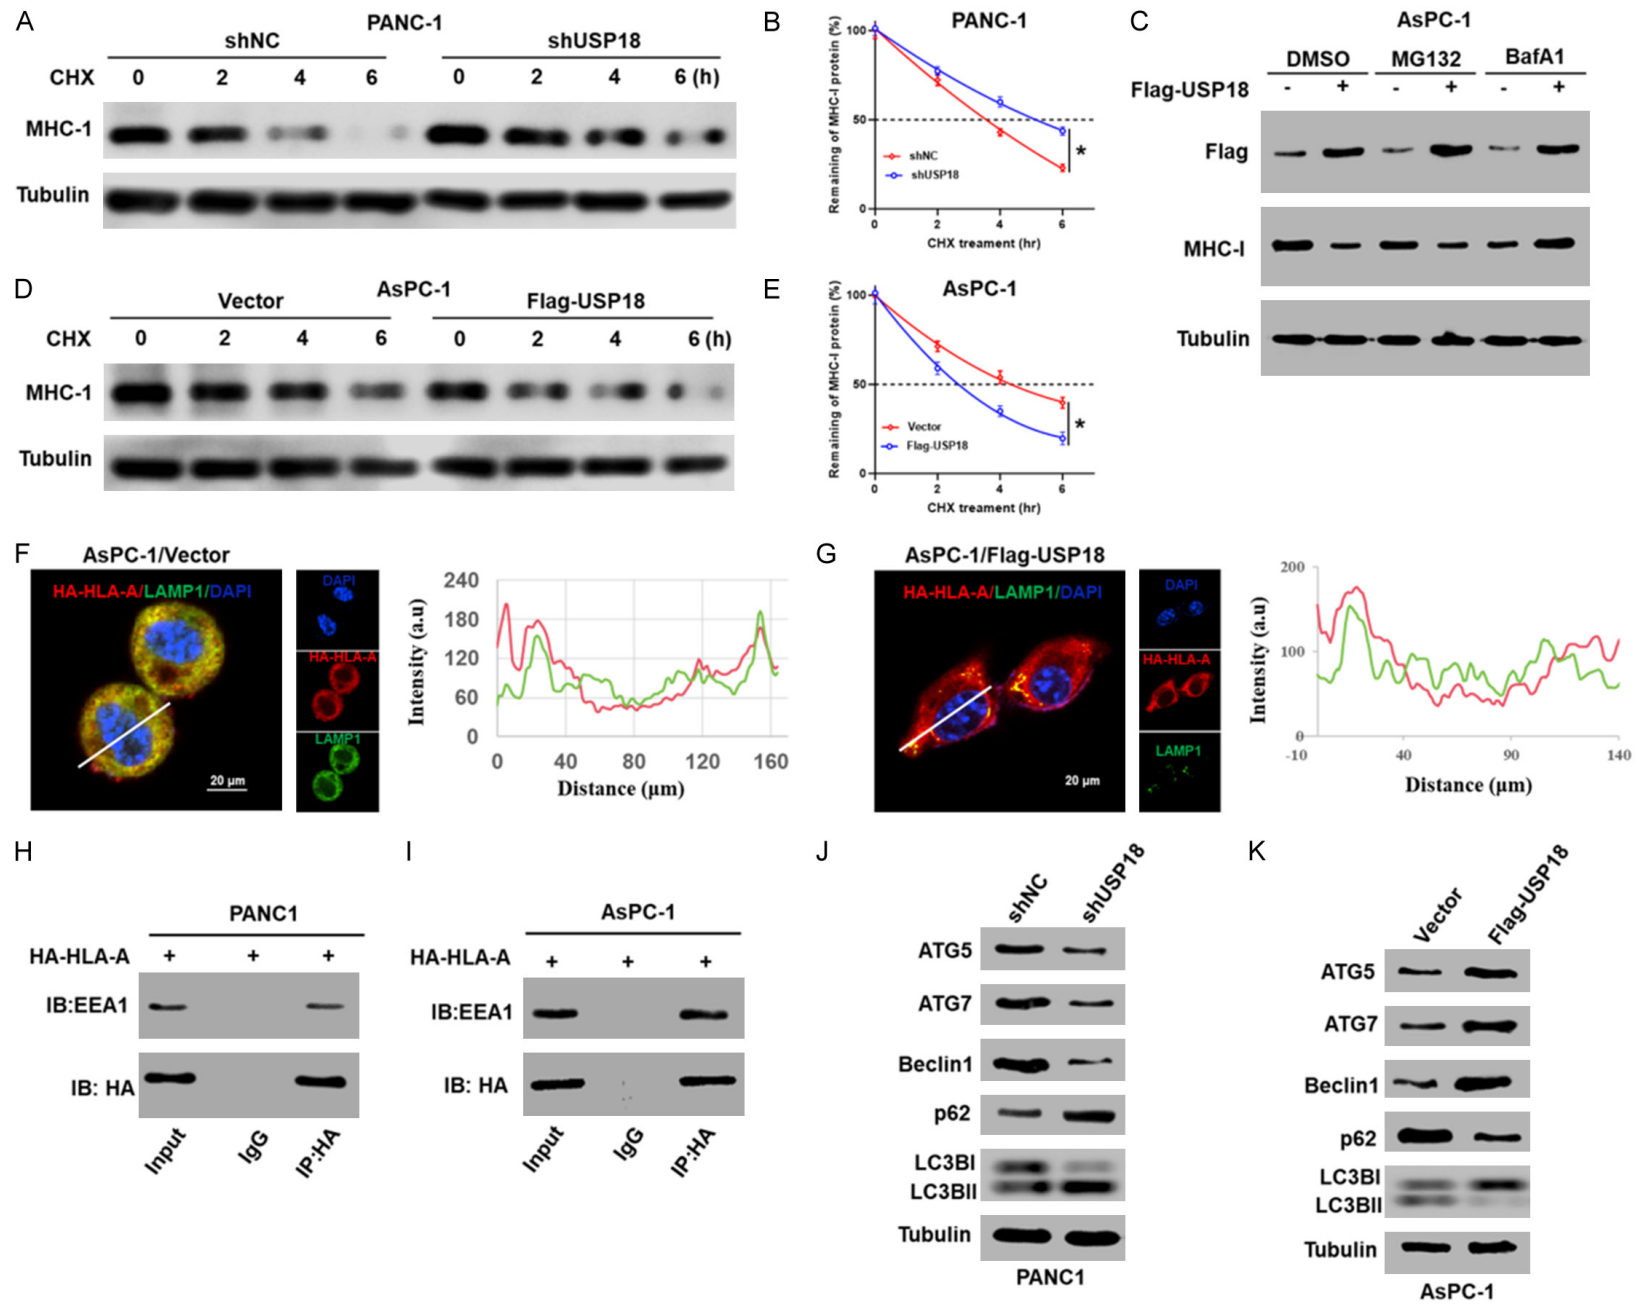 A
PANC-1
shNC
shUSP18
CHX 0 2 4 6 0 2 4 6 (h)
MHC-1
Tubulin
B
PANC-1
Remaining of MHC-I protein (%)
100
50
0
shNC
shUSP18
*
0 2 4 6
CHX treament (hr)
C
AsPC-1
DMSO MG132 BafA1
Flag-USP18 - + - + - +
Flag
MHC-I
Tubulin
D
AsPC-1
Vector
Flag-USP18
CHX 0 2 4 6 0 2 4 6 (h)
MHC-1
Tubulin
E
AsPC-1
Remaining of MHC-I protein (%)
100
50
0
Vector
Flag-USP18
*
0 2 4 6
CHX treament (hr)
F
AsPC-1/Vector
HA-HLA-A/LAMP1/DAPI
20 μm
DAPI
HA-HLA-A
LAMP1
Intensity (a.u)
240
180
120
60
0
0 40 80 120 160
Distance (μm)
G
AsPC-1/Flag-USP18
HA-HLA-A/LAMP1/DAPI
20 μm
DAPI
HA-HLA-A
LAMP1
Intensity (a.u)
200
100
0
-10 40 90 140
Distance (μm)
H
PANC1
HA-HLA-A + + +
IB:EEA1
IB: HA
Input IgG IP:HA
I
AsPC-1
HA-HLA-A + + +
IB:EEA1
IB: HA
Input IgG IP:HA
J
shNC shUSP18
ATG5
ATG7
Beclin1
p62
LC3BI
LC3BII
Tubulin
PANC1
K
Vector Flag-USP18
ATG5
ATG7
Beclin1
p62
LC3BI
LC3BII
Tubulin
AsPC-1